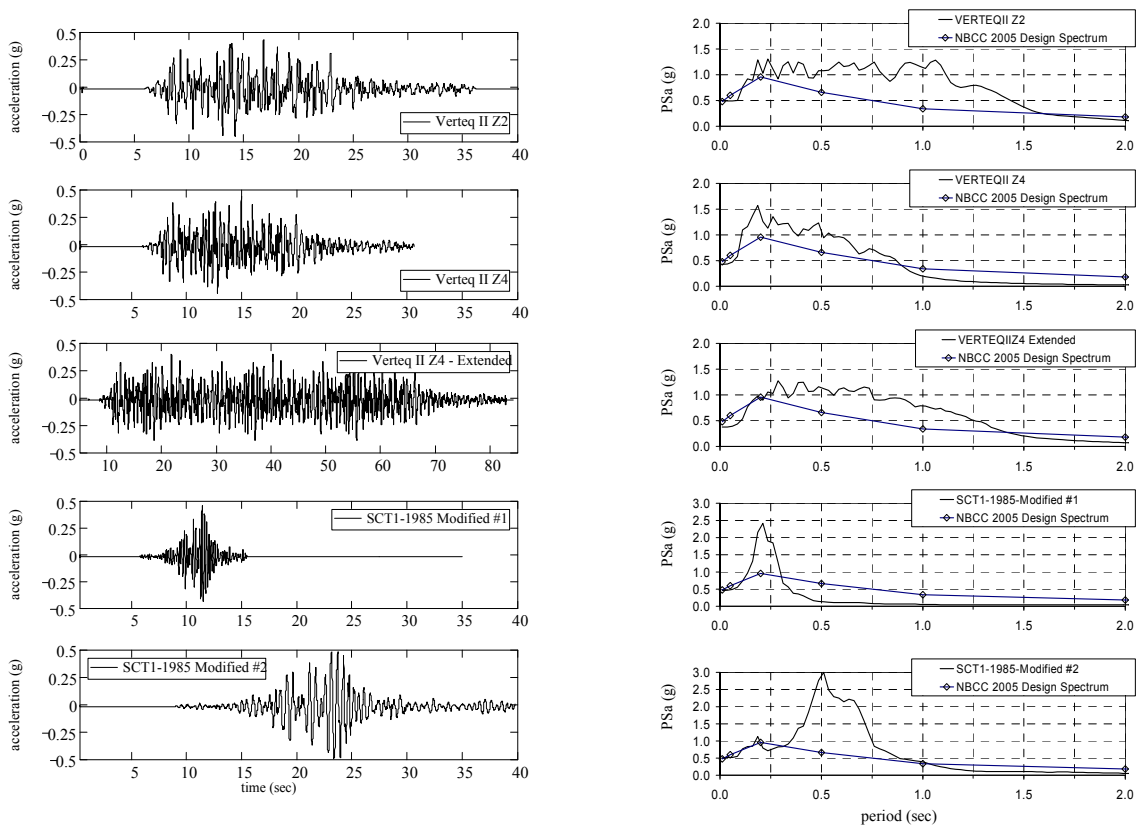 acceleration (g)
0.5
0.25
0
−0.25
−0.5
Verteq II Z2
0 5 10 15 20 25 30 35 40
acceleration (g)
0.5
0.25
0
−0.25
−0.5
Verteq II Z4
5 10 15 20 25 30 35 40
acceleration (g)
0.5
0.25
0
−0.25
−0.5
Verteq II Z4 - Extended
10 20 30 40 50 60 70 80
acceleration (g)
0.5
0.25
0
−0.25
−0.5
SCT1-1985 Modified #1
5 10 15 20 25 30 35 40
acceleration (g)
0.5
0.25
0
−0.25
−0.5
SCT1-1985 Modified #2
5 10 15 20 25 30 35 40
time (sec)
PSa (g)
2.0
1.5
1.0
0.5
0.0
VERTEQII Z2
NBCC 2005 Design Spectrum
0.0 0.5 1.0 1.5 2.0
PSa (g)
2.0
1.5
1.0
0.5
0.0
VERTEQII Z4
NBCC 2005 Design Spectrum
0.0 0.5 1.0 1.5 2.0
PSa (g)
2.0
1.5
1.0
0.5
0.0
VERTEQIIZ4 Extended
NBCC 2005 Design Spectrum
0.0 0.5 1.0 1.5 2.0
PSa (g)
3.0
2.5
2.0
1.5
1.0
0.5
0.0
SCT1-1985-Modified #1
NBCC 2005 Design Spectrum
0.0 0.5 1.0 1.5 2.0
PSa (g)
3.0
2.5
2.0
1.5
1.0
0.5
0.0
SCT1-1985-Modified #2
NBCC 2005 Design Spectrum
0.0 0.5 1.0 1.5 2.0
period (sec)